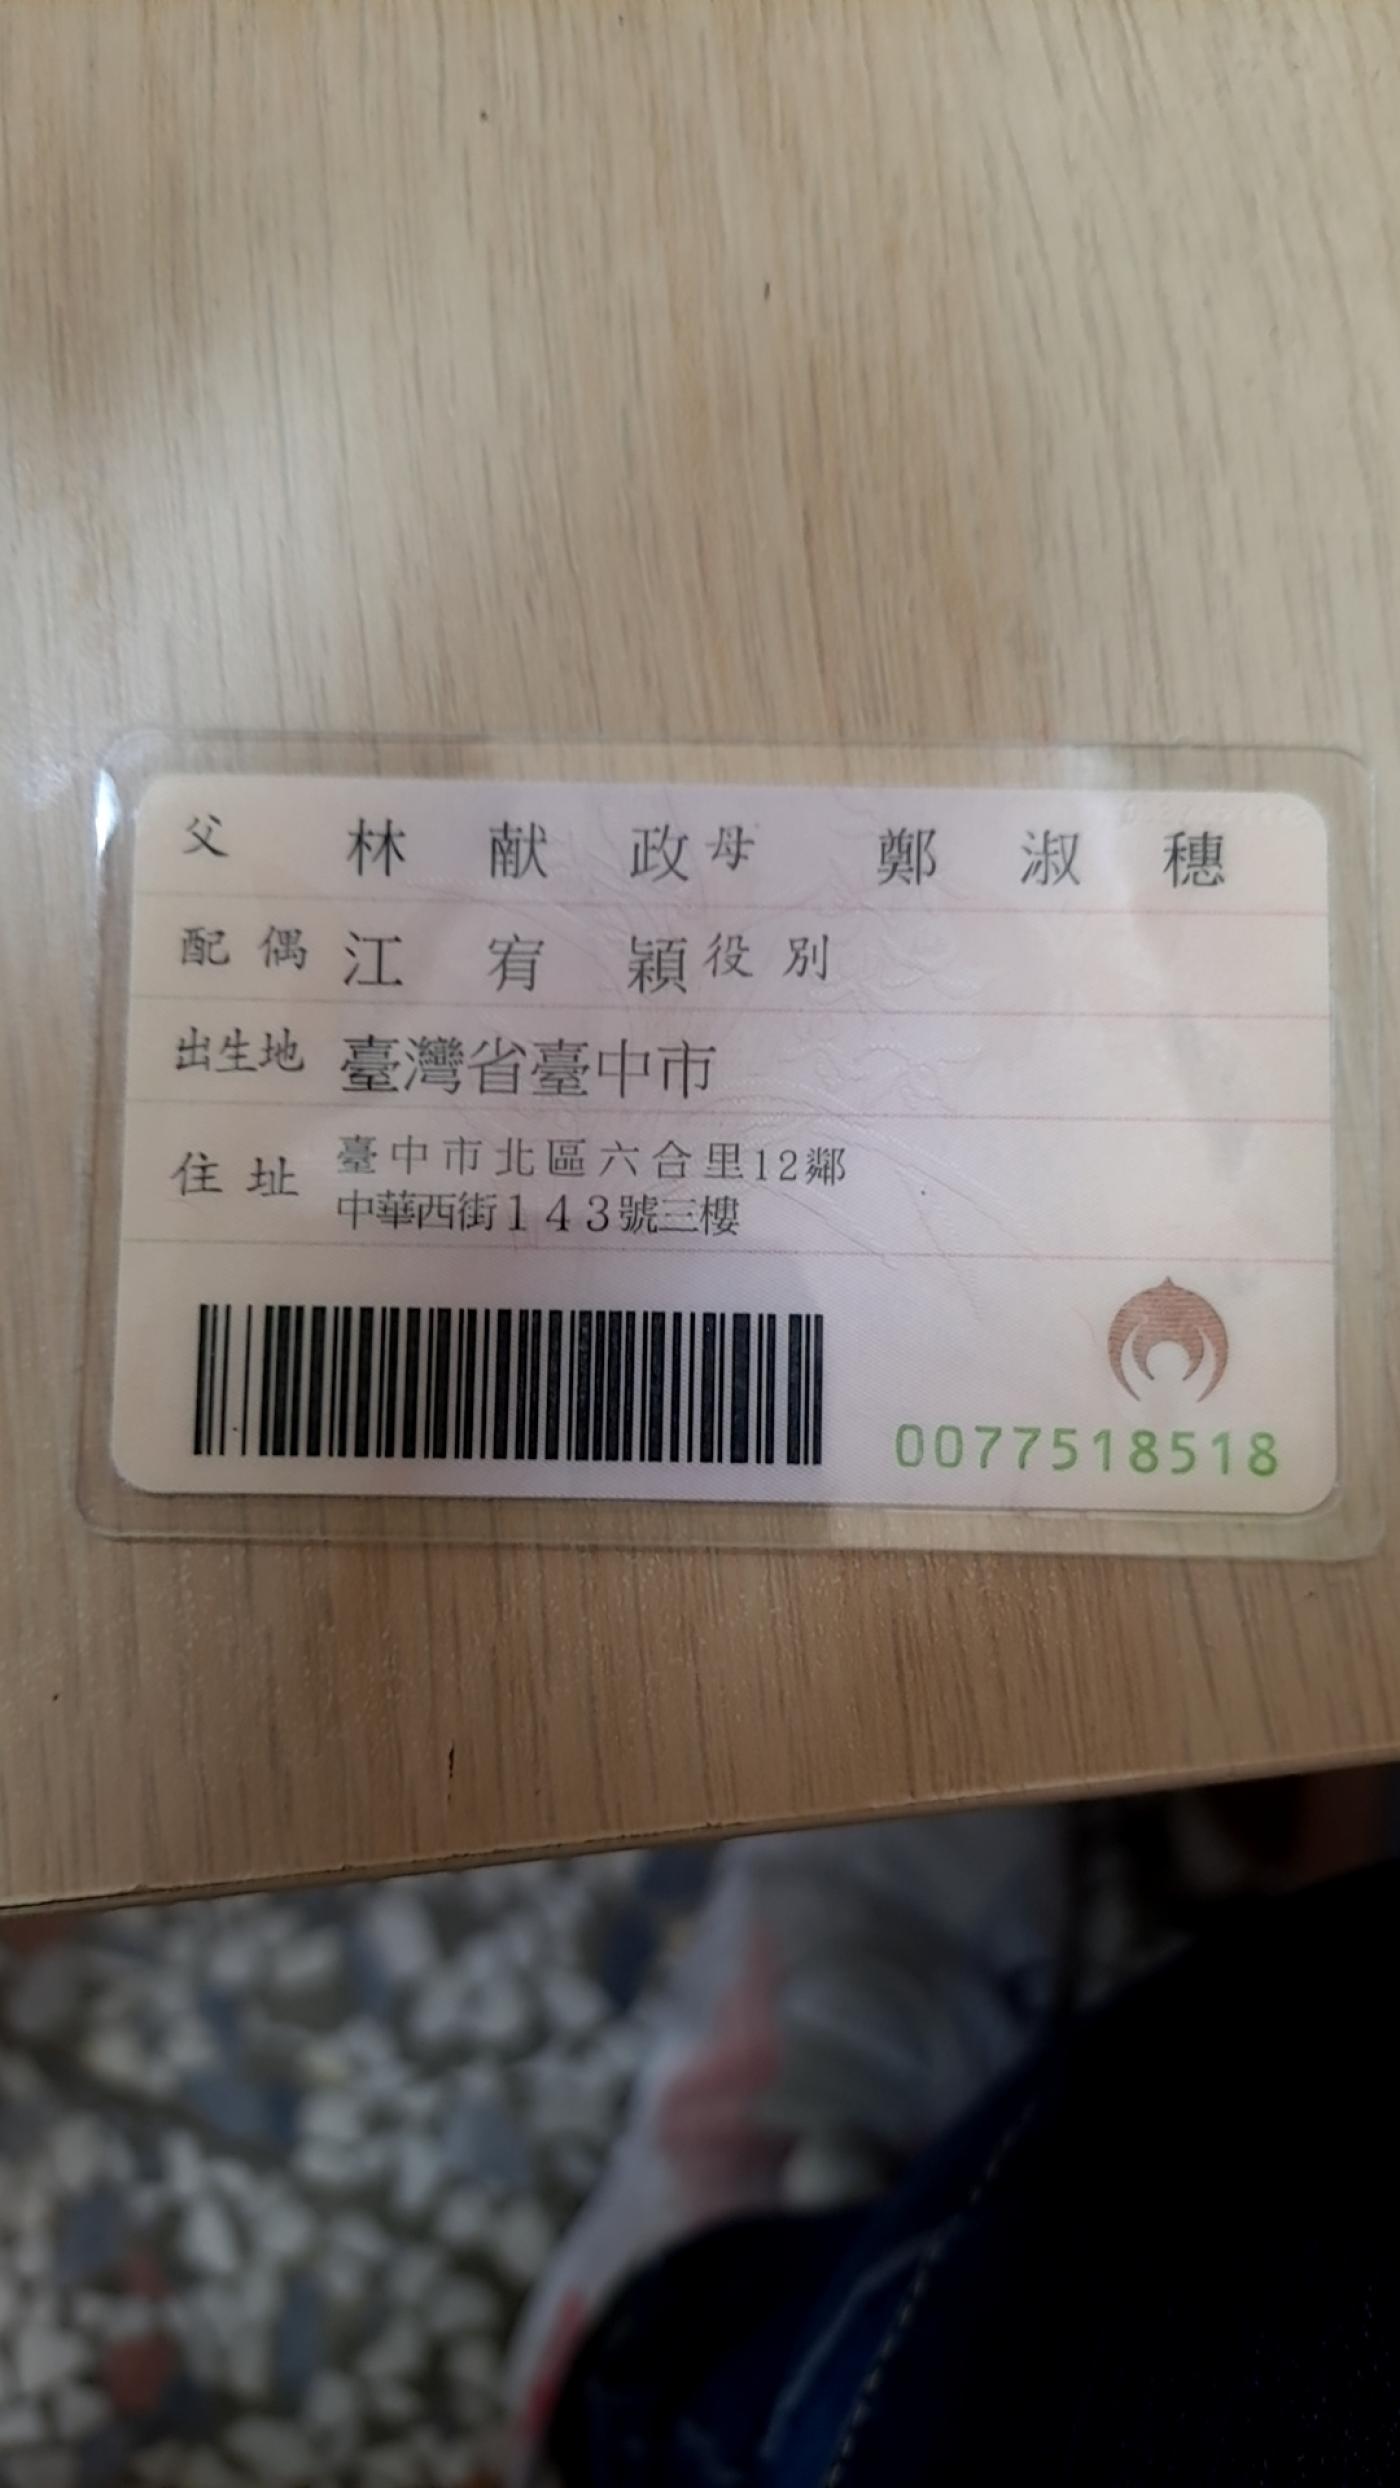 父 林献政 母 鄭淑穗
配偶 江宥穎 役別
出生地 臺灣省臺中市
住址 臺中市北區六合里12鄰
中華西街143號三樓
0077518518